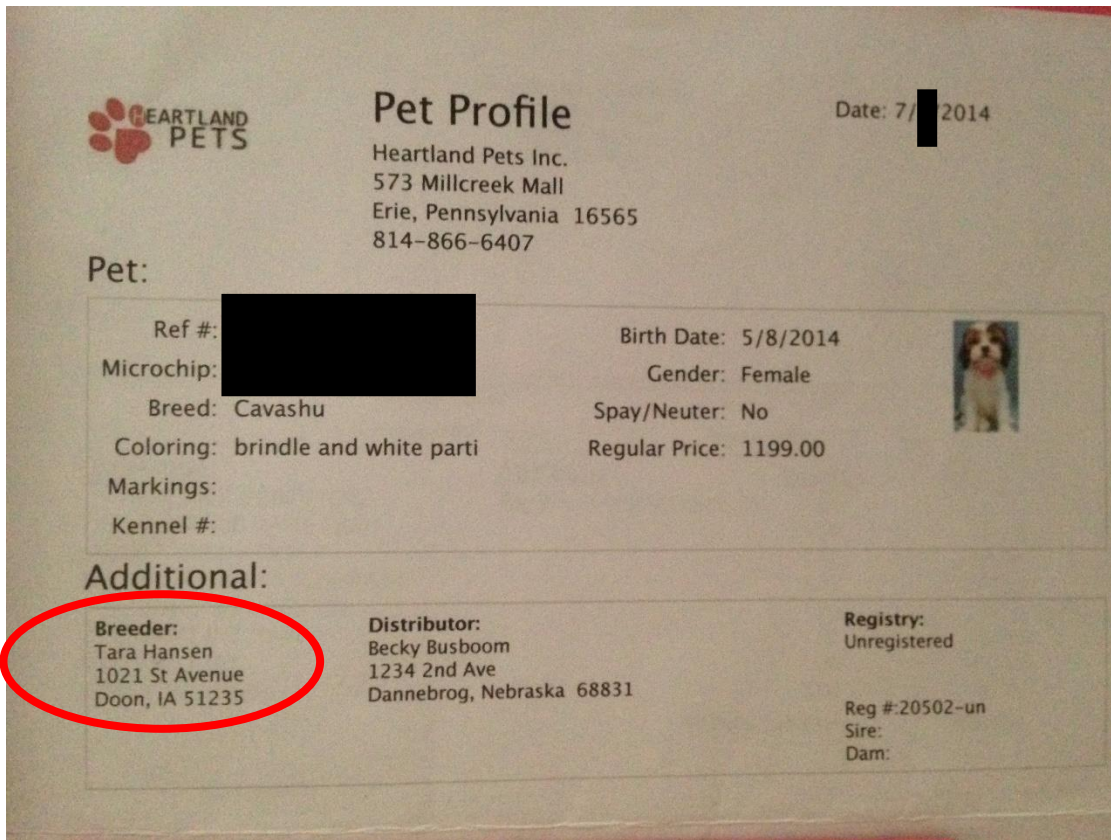 HEARTLAND
PETS
Pet Profile
Heartland Pets Inc.
573 Millcreek Mall
Erie, Pennsylvania 16565
814-866-6407
Date: 7/ /2014
Pet:
Ref #:
Microchip:
Breed: Cavashu
Coloring: brindle and white parti
Markings:
Kennel #:
Birth Date: 5/8/2014
Gender: Female
Spay/Neuter: No
Regular Price: 1199.00
Additional:
Breeder:
Tara Hansen
1021 St Avenue
Doon, IA 51235
Distributor:
Becky Busboom
1234 2nd Ave
Dannebrog, Nebraska 68831
Registry:
Unregistered
Reg #:20502-un
Sire:
Dam: